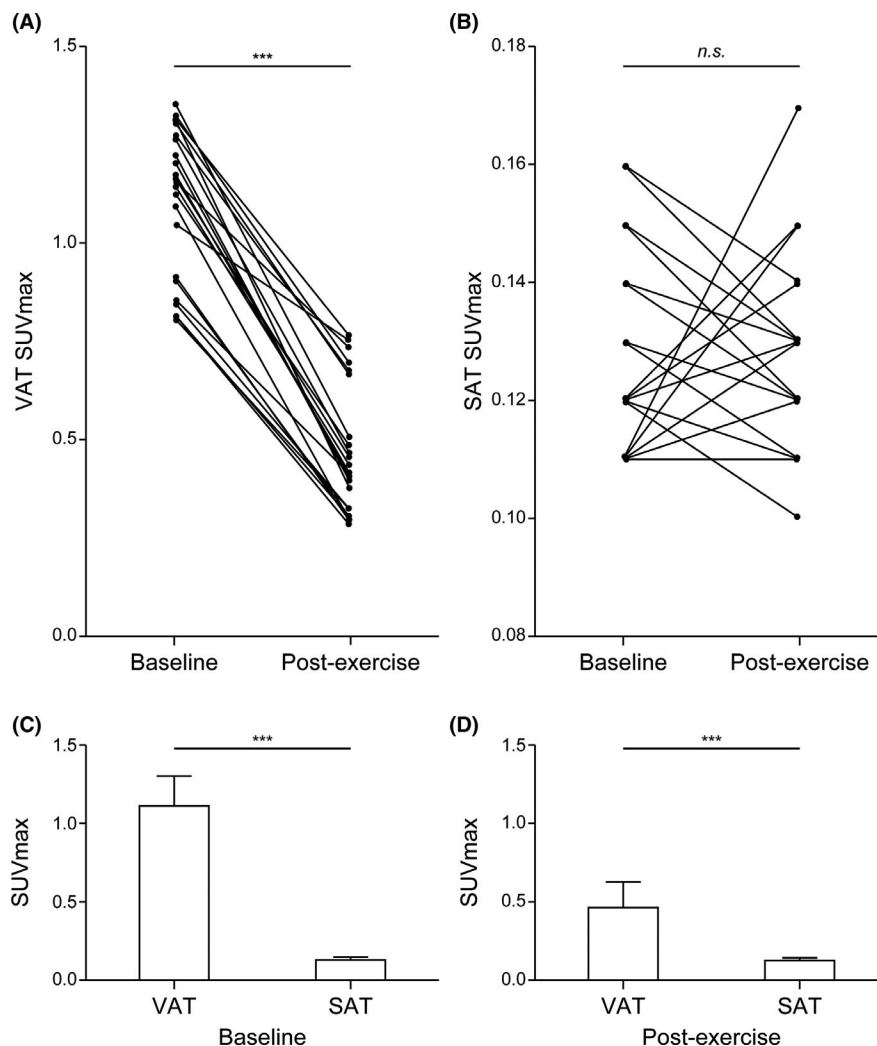 (A)
***
1.5
1.0
0.5
0.0
VAT SUVmax
Baseline Post-exercise
(B)
n.s.
0.18
0.16
0.14
0.12
0.10
0.08
SAT SUVmax
Baseline Post-exercise
(C)
***
1.5
1.0
0.5
0.0
SUVmax
VAT SAT
Baseline
(D)
***
1.5
1.0
0.5
0.0
SUVmax
VAT SAT
Post-exercise